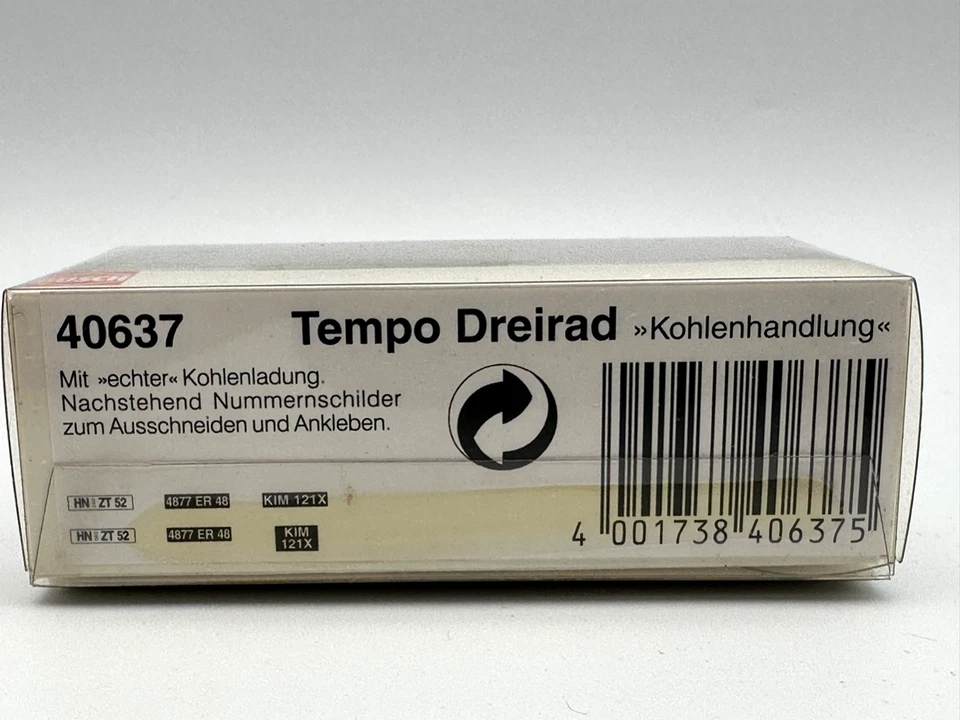 40637 Tempo Dreirad »Kohlenhandlung«
Mit »echter« Kohlenladung.
Nachstehend Nummernschilder
zum Ausschneiden und Ankleben.
HN ZT 52 4877 ER 48 KIM 121X
HN ZT 52 4877 ER 48 KIM
121X
4 001738 406375